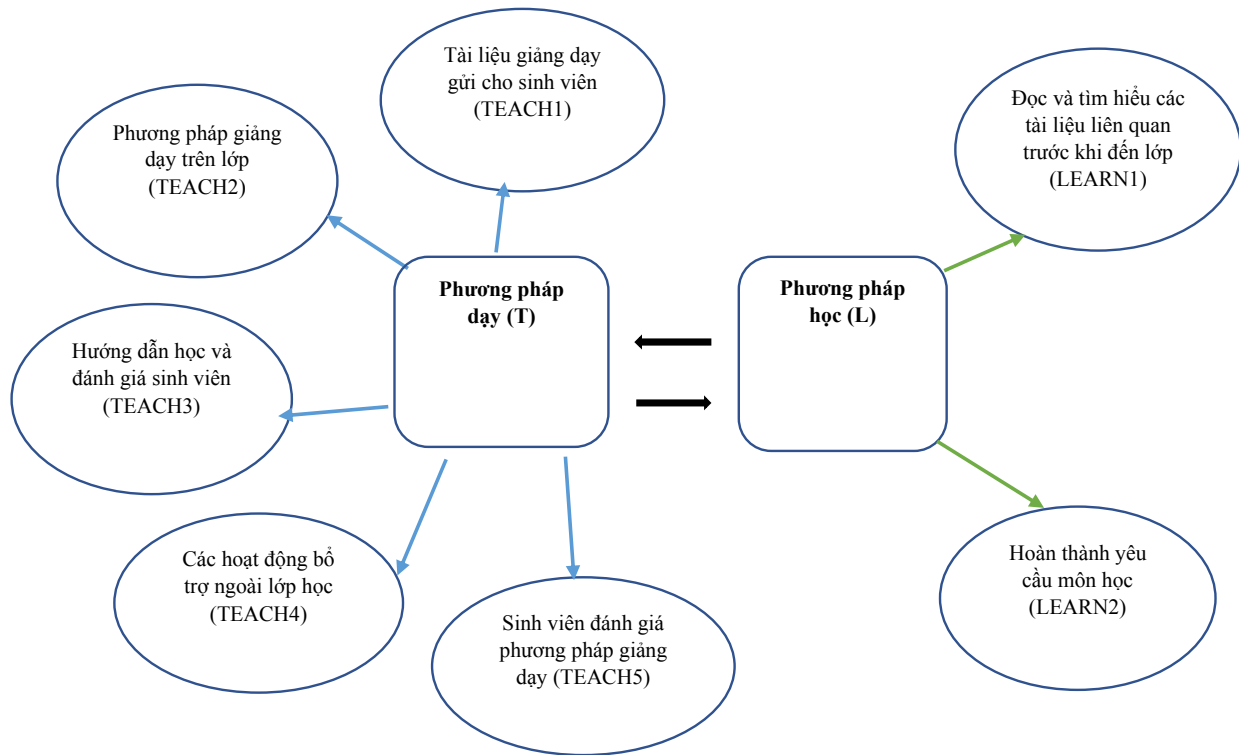 Tài liệu giảng dạy
gửi cho sinh viên
(TEACH1)
Phương pháp giảng
dạy trên lớp
(TEACH2)
Đọc và tìm hiểu các
tài liệu liên quan
trước khi đến lớp
(LEARN1)
Phương pháp
dạy (T)
Phương pháp
học (L)
Hướng dẫn học và
đánh giá sinh viên
(TEACH3)
Các hoạt động bổ
trợ ngoài lớp học
(TEACH4)
Sinh viên đánh giá
phương pháp giảng
dạy (TEACH5)
Hoàn thành yêu
cầu môn học
(LEARN2)